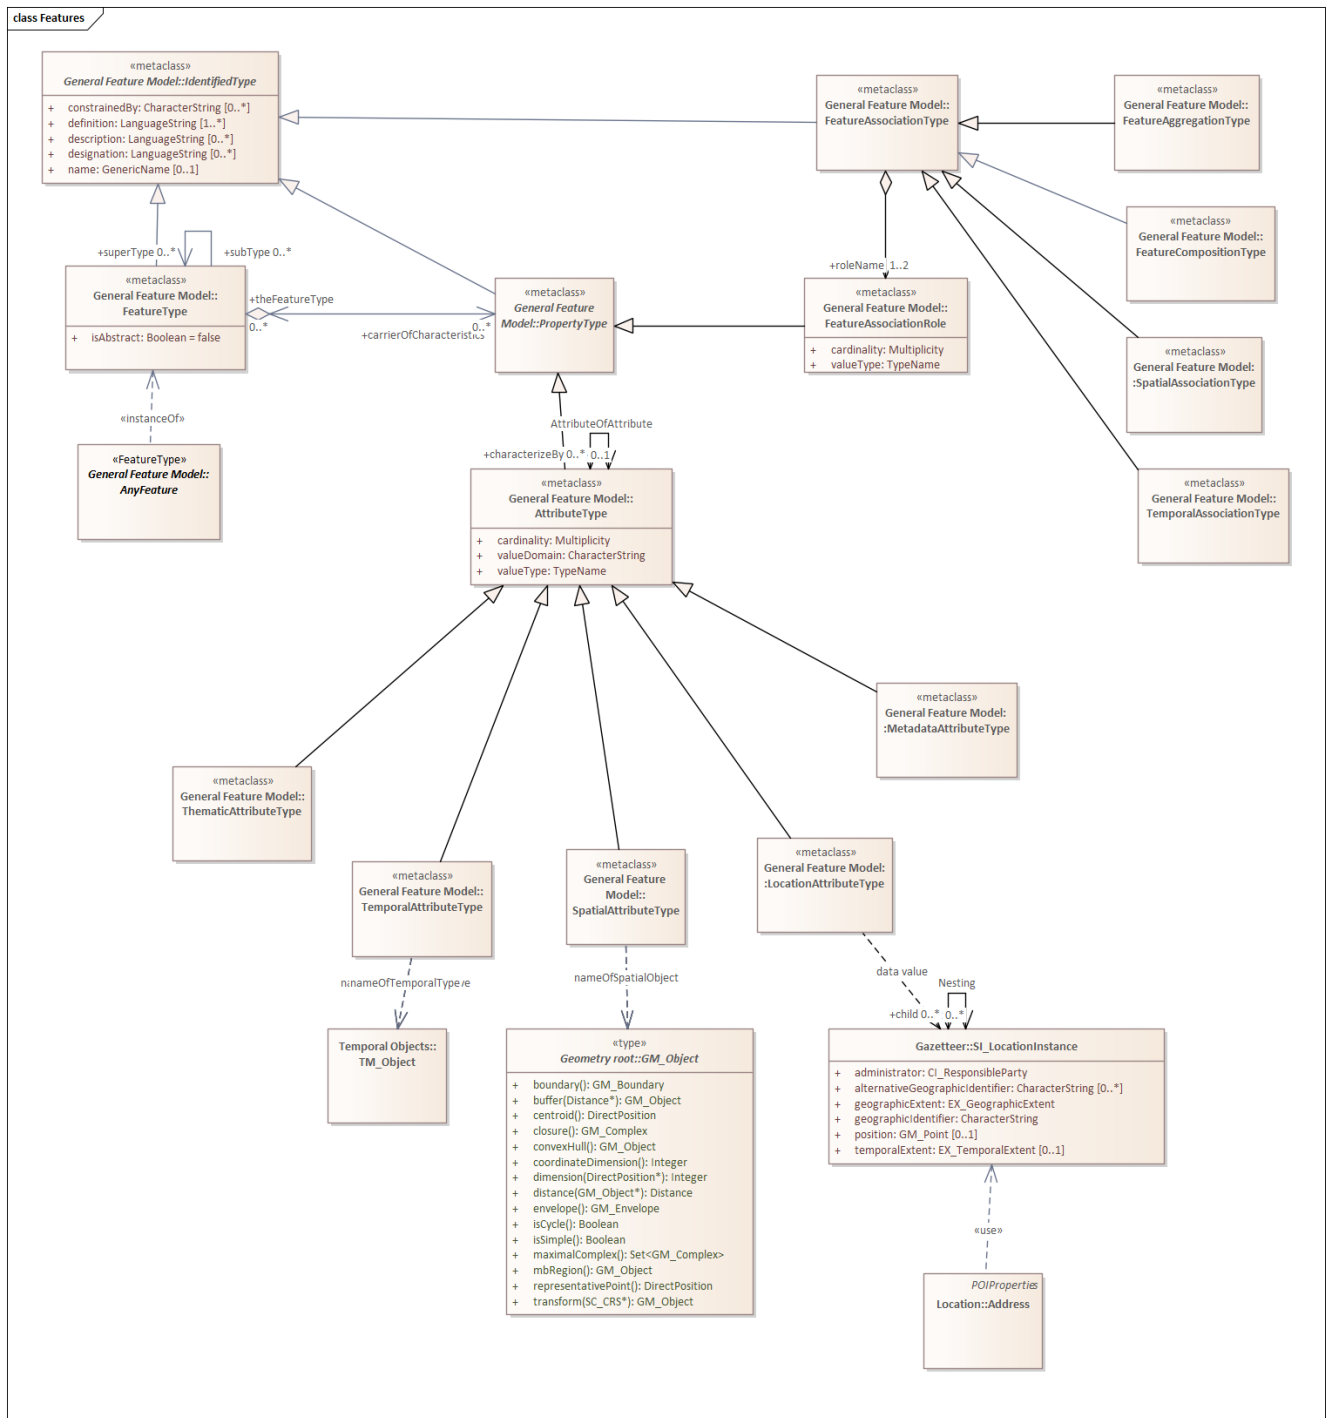 class Features
«metaclass»
General Feature Model::IdentifiedType
+ constrainedBy: CharacterString [0..*]
+ definition: LanguageString [1..*]
+ description: LanguageString [0..*]
+ designation: LanguageString [0..*]
+ name: GenericName [0..1]
«metaclass»
General Feature Model::
FeatureAssociationType
«metaclass»
General Feature Model::
FeatureAggregationType
«metaclass»
General Feature Model::
FeatureCompositionType
+superType 0..*
+subType 0..*
«metaclass»
General Feature Model::
FeatureType
+ isAbstract: Boolean = false
+theFeatureType
0..*
+carrierOfCharacteristics
0..*
«metaclass»
General Feature
Model::PropertyType
+roleName 1..2
«metaclass»
General Feature Model::
FeatureAssociationRole
+ cardinality: Multiplicity
+ valueType: TypeName
«metaclass»
General Feature Model:
:SpatialAssociationType
«instanceOf»
«FeatureType»
General Feature Model::
AnyFeature
AttributeOfAttribute
+characterizeBy 0..*
0..1
«metaclass»
General Feature Model::
AttributeType
+ cardinality: Multiplicity
+ valueDomain: CharacterString
+ valueType: TypeName
«metaclass»
General Feature Model::
TemporalAssociationType
«metaclass»
General Feature Model:
:MetadataAttributeType
«metaclass»
General Feature Model::
ThematicAttributeType
«metaclass»
General Feature Model::
TemporalAttributeType
«metaclass»
General Feature
Model::
SpatialAttributeType
«metaclass»
General Feature Model:
:LocationAttributeType
nameOfTemporalType
nameOfSpatialObject
data value
Nesting
+child 0..*
0..*
Temporal Objects::
TM_Object
«type»
Geometry root::GM_Object
+ boundary(): GM_Boundary
+ buffer(Distance*): GM_Object
+ centroid(): DirectPosition
+ closure(): GM_Complex
+ convexHull(): GM_Object
+ coordinateDimension(): Integer
+ dimension(DirectPosition*): Integer
+ distance(GM_Object*): Distance
+ envelope(): GM_Envelope
+ isCycle(): Boolean
+ isSimple(): Boolean
+ maximalComplex(): Set<GM_Complex>
+ mbRegion(): GM_Object
+ representativePoint(): DirectPosition
+ transform(SC_CRS*): GM_Object
Gazetteer::SI_LocationInstance
+ administrator: CI_ResponsibleParty
+ alternativeGeographicIdentifier: CharacterString [0..*]
+ geographicExtent: EX_GeographicExtent
+ geographicIdentifier: CharacterString
+ position: GM_Point [0..1]
+ temporalExtent: EX_TemporalExtent [0..1]
«use»
POIProperties
Location::Address